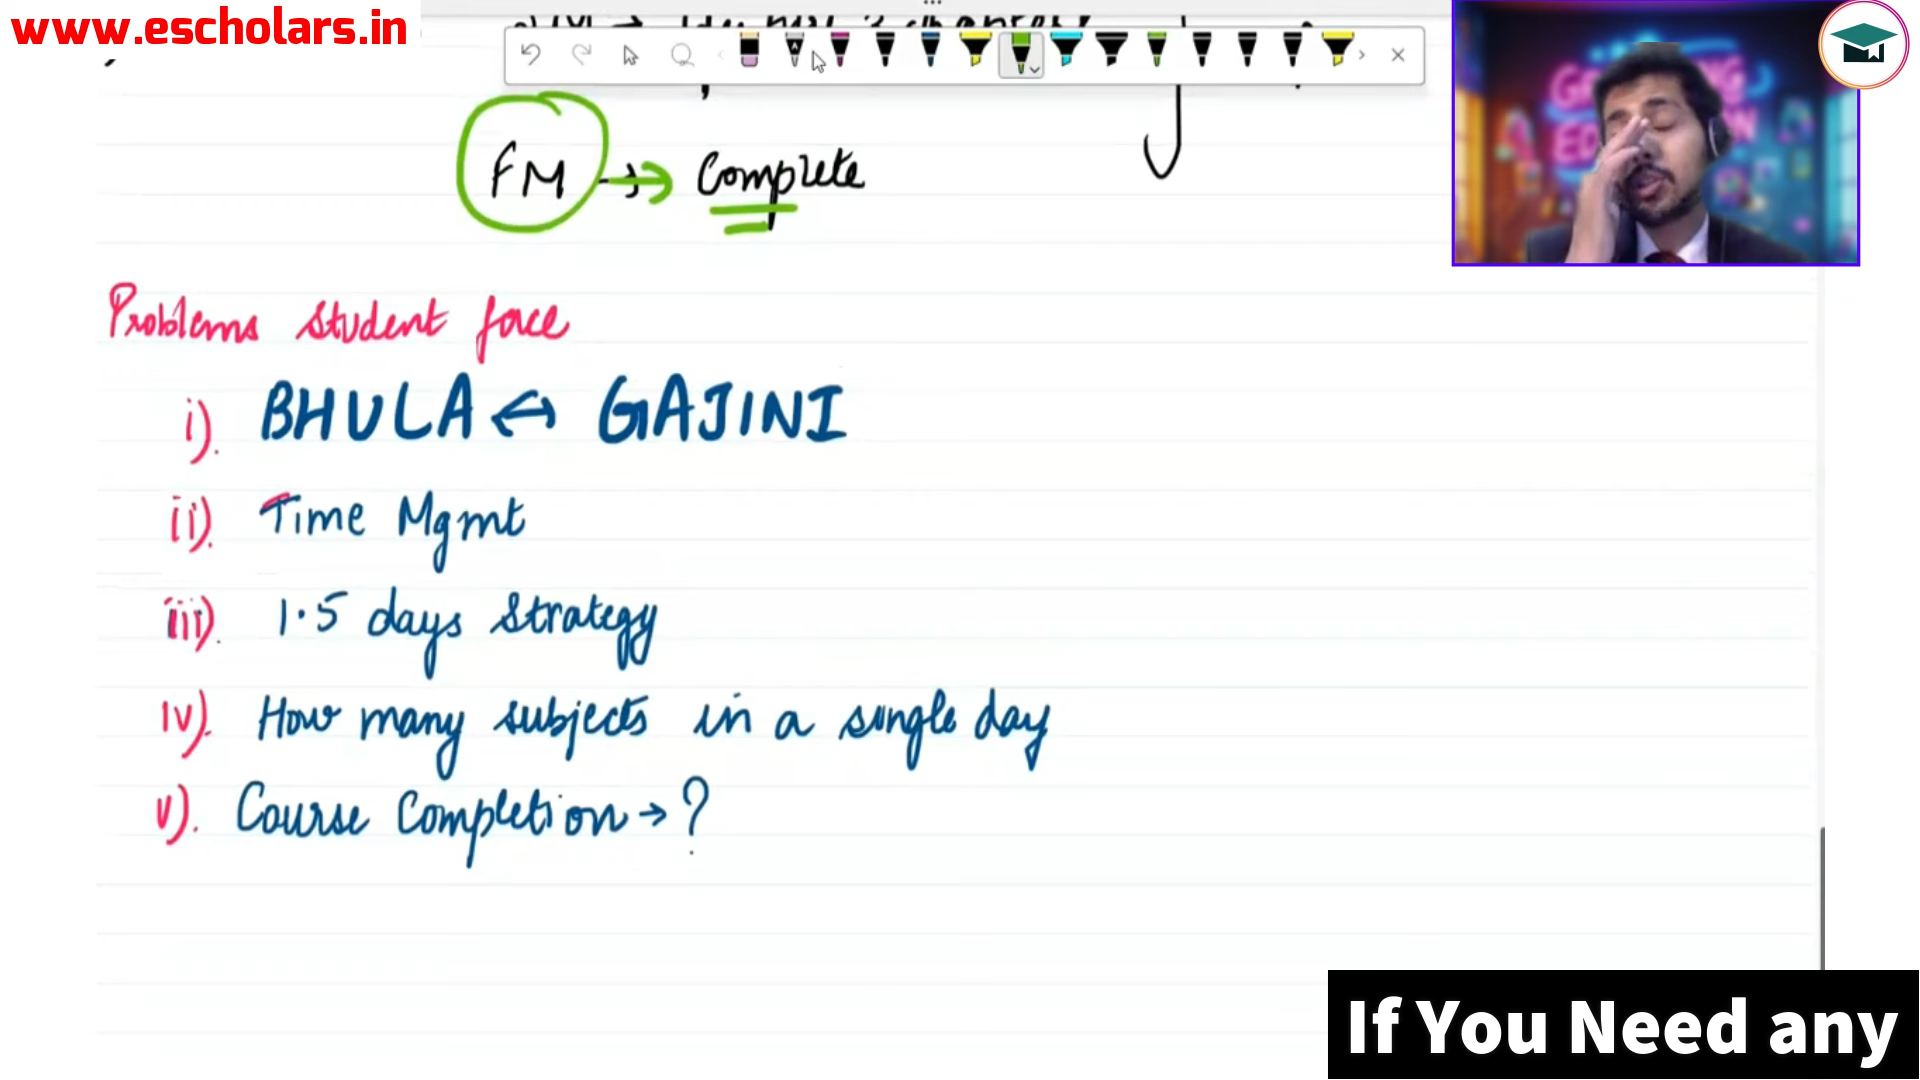 www.escholars.in
FM → Complete
Problems student face
i). BHULA ↔ GAJINI
ii). Time Mgmt
iii). 1.5 days strategy
iv). How many subjects in a single day
v). Course Completion → ?
If You Need any